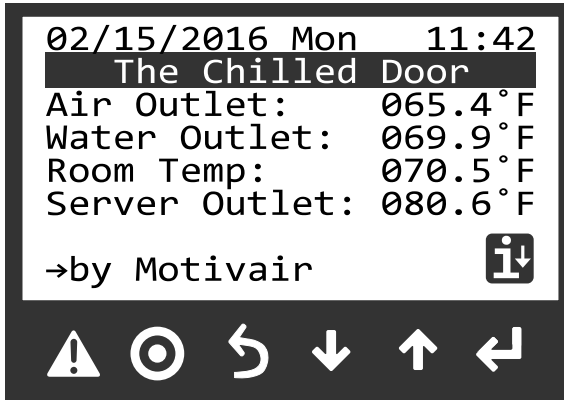 02/15/2016 Mon 11:42
The Chilled Door
Air Outlet: 065.4°F
Water Outlet: 069.9°F
Room Temp: 070.5°F
Server Outlet: 080.6°F
→by Motivair
i↓